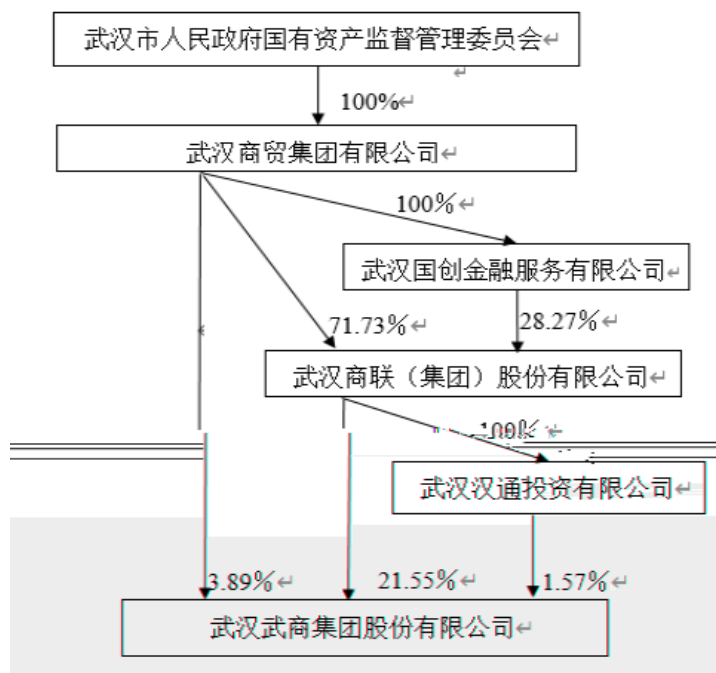 武汉市人民政府国有资产监督管理委员会
100%
武汉商贸集团有限公司
100%
武汉国创金融服务有限公司
71.73%
28.27%
武汉商联（集团）股份有限公司
100%
武汉汉通投资有限公司
3.89%
21.55%
1.57%
武汉武商集团股份有限公司